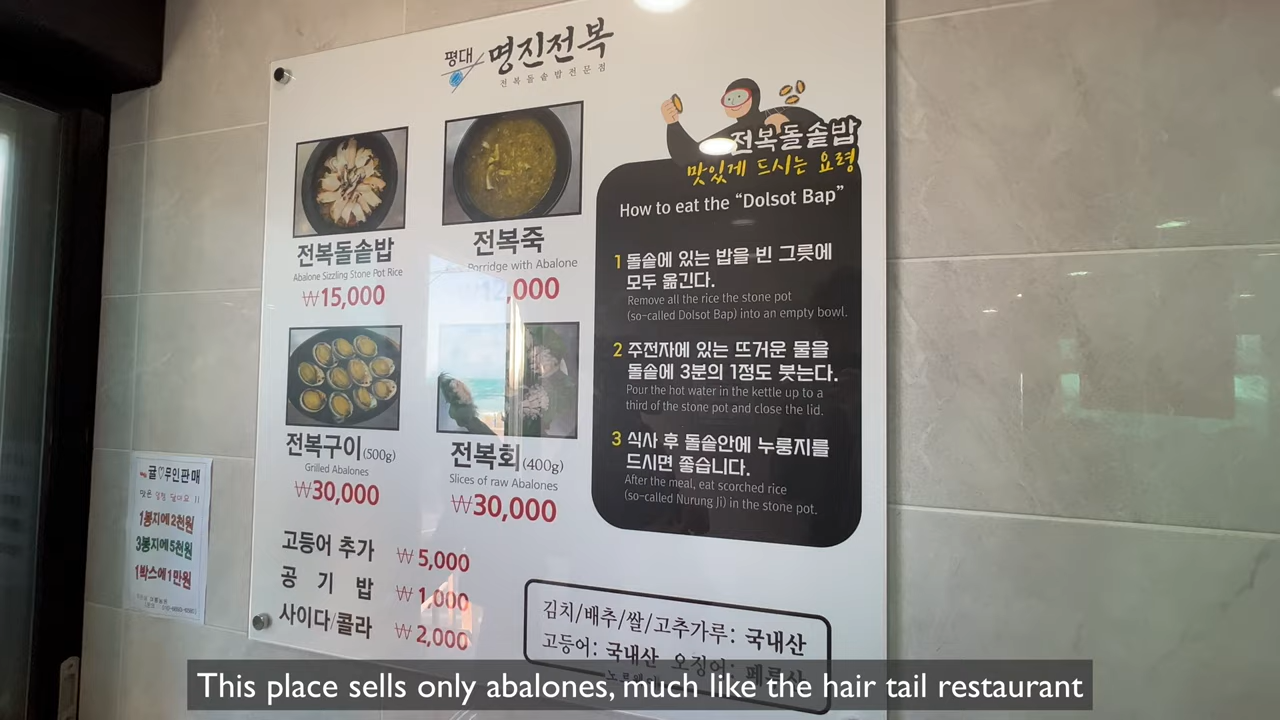 평대
명진전복
전복돌솥밥전문점
전복돌솥밥
Abalone Sizzling Stone Pot Rice
₩15,000
전복죽
Porridge with Abalone
₩12,000
전복구이(500g)
Grilled Abalones
₩30,000
전복회(400g)
Slices of raw Abalones
₩30,000
고등어 추가 ₩5,000
공기밥 ₩1,000
사이다/콜라 ₩2,000
전복돌솥밥
맛있게 드시는 요령
How to eat the “Dolsot Bap”
1 돌솥에 있는 밥을 빈 그릇에
모두 옮긴다.
Remove all the rice the stone pot
(so-called Dolsot Bap) into an empty bowl.
2 주전자에 있는 뜨거운 물을
돌솥에 3분의 1정도 붓는다.
Pour the hot water in the kettle up to a
third of the stone pot and close the lid.
3 식사 후 돌솥안에 누룽지를
드시면 좋습니다.
After the meal, eat scorched rice
(so-called Nurung Ji) in the stone pot.
김치/배추/쌀/고추가루: 국내산
고등어: 국내산 오징어: 페루산
귤♡무인판매
1봉지에 2천원
3봉지에 5천원
1박스에 1만원
This place sells only abalones, much like the hair tail restaurant